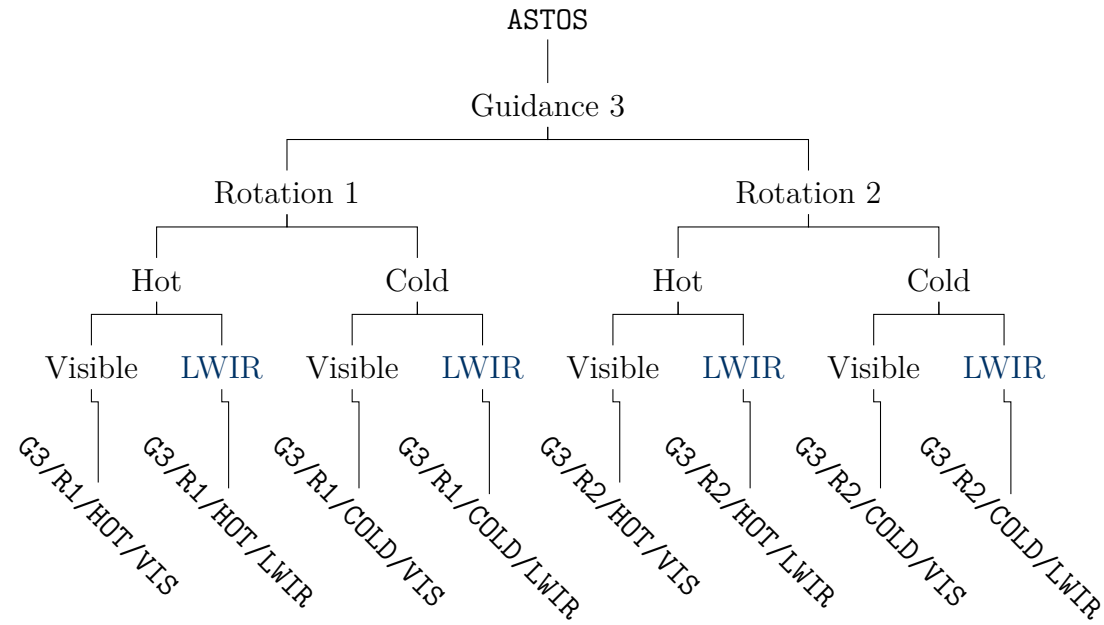 ASTOS
Guidance 3
Rotation 1 Rotation 2
Hot Cold Hot Cold
Visible LWIR Visible LWIR Visible LWIR Visible LWIR
G3/R1/HOT/VIS
G3/R1/HOT/LWIR
G3/R1/COLD/VIS
G3/R1/COLD/LWIR
G3/R2/HOT/VIS
G3/R2/HOT/LWIR
G3/R2/COLD/VIS
G3/R2/COLD/LWIR